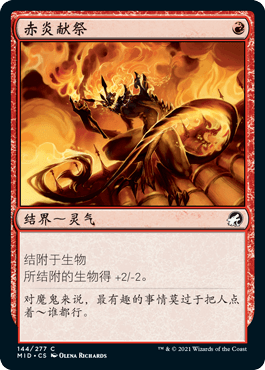 赤炎献祭
结界～灵气
结附于生物
所结附的生物得 +2/-2。
对魔鬼来说，最有趣的事情莫过于把人点
着～谁都行。
144/277 C
MID • CS Olena Richards
™ & © 2021 Wizards of the Coast